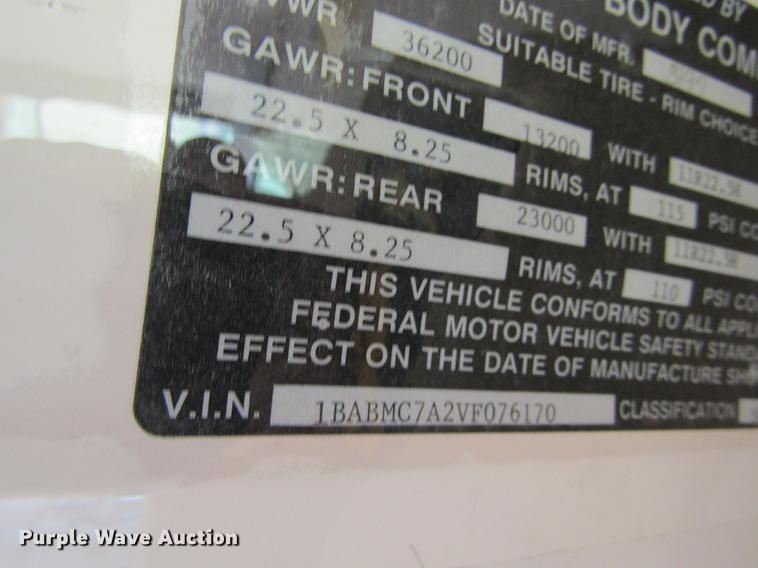 BY
BODY COM
VWR 36200 DATE OF MFR.
SUITABLE TIRE - RIM CHOICE
GAWR: FRONT 13200 WITH 11R22.5H
22.5 X 8.25 RIMS, AT 115 PSI CO
GAWR: REAR 23000 WITH 11R22.5H
22.5 X 8.25 RIMS, AT 110 PSI CO
THIS VEHICLE CONFORMS TO ALL APPLI
FEDERAL MOTOR VEHICLE SAFETY STAND
EFFECT ON THE DATE OF MANUFACTURE SH
V.I.N. 1BABMC7A2VF076170 CLASSIFICATION
Purple Wave Auction